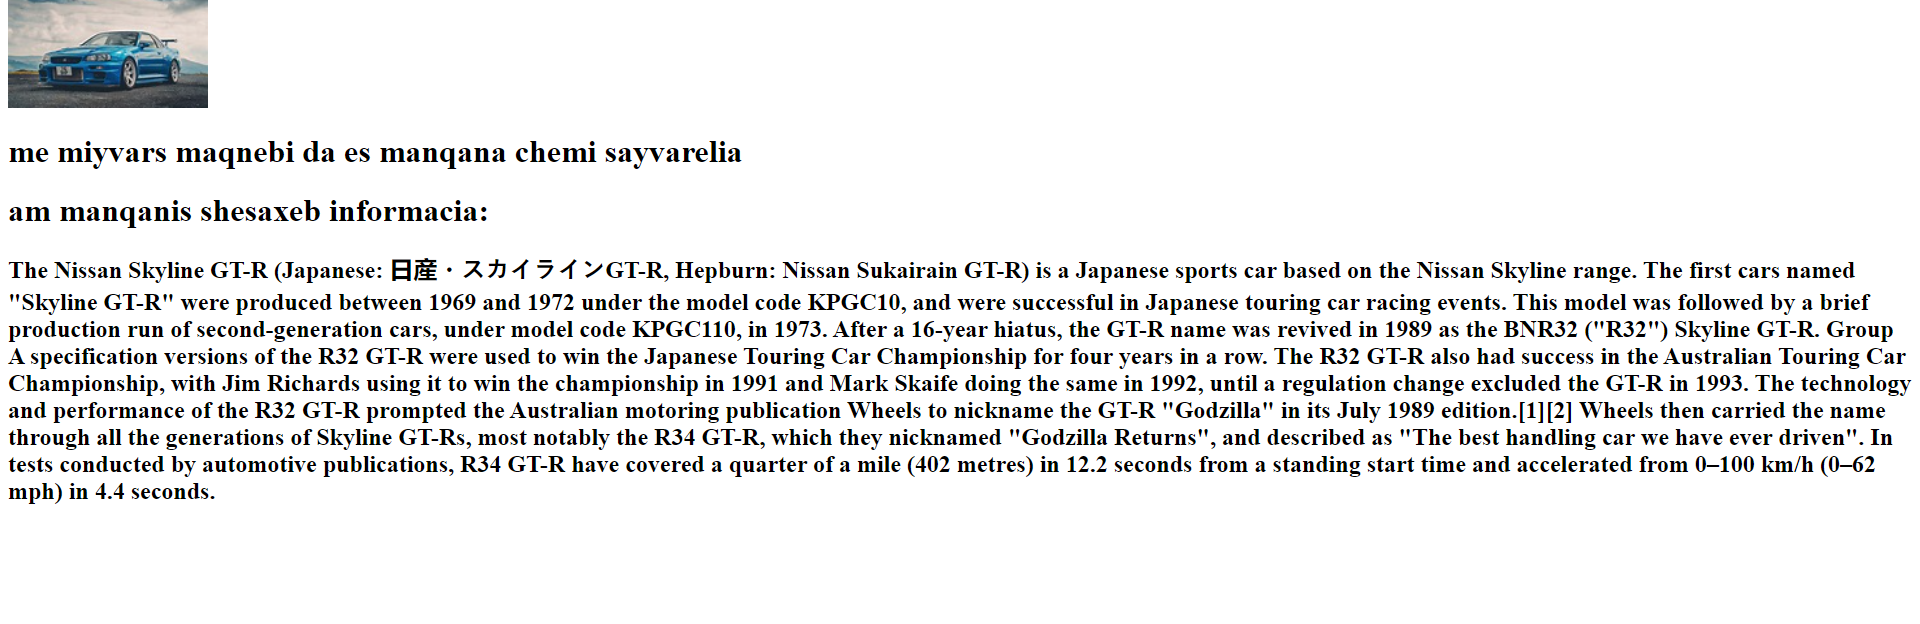 me miyvars maqnebi da es manqana chemi sayvarelia
am manqanis shesaxeb informacia:
The Nissan Skyline GT-R (Japanese: 日産・スカイラインGT-R, Hepburn: Nissan Sukairain GT-R) is a Japanese sports car based on the Nissan Skyline range. The first cars named
"Skyline GT-R" were produced between 1969 and 1972 under the model code KPGC10, and were successful in Japanese touring car racing events. This model was followed by a brief
production run of second-generation cars, under model code KPGC110, in 1973. After a 16-year hiatus, the GT-R name was revived in 1989 as the BNR32 ("R32") Skyline GT-R. Group
A specification versions of the R32 GT-R were used to win the Japanese Touring Car Championship for four years in a row. The R32 GT-R also had success in the Australian Touring Car
Championship, with Jim Richards using it to win the championship in 1991 and Mark Skaife doing the same in 1992, until a regulation change excluded the GT-R in 1993. The technology
and performance of the R32 GT-R prompted the Australian motoring publication Wheels to nickname the GT-R "Godzilla" in its July 1989 edition.[1][2] Wheels then carried the name
through all the generations of Skyline GT-Rs, most notably the R34 GT-R, which they nicknamed "Godzilla Returns", and described as "The best handling car we have ever driven". In
tests conducted by automotive publications, R34 GT-R have covered a quarter of a mile (402 metres) in 12.2 seconds from a standing start time and accelerated from 0–100 km/h (0–62
mph) in 4.4 seconds.